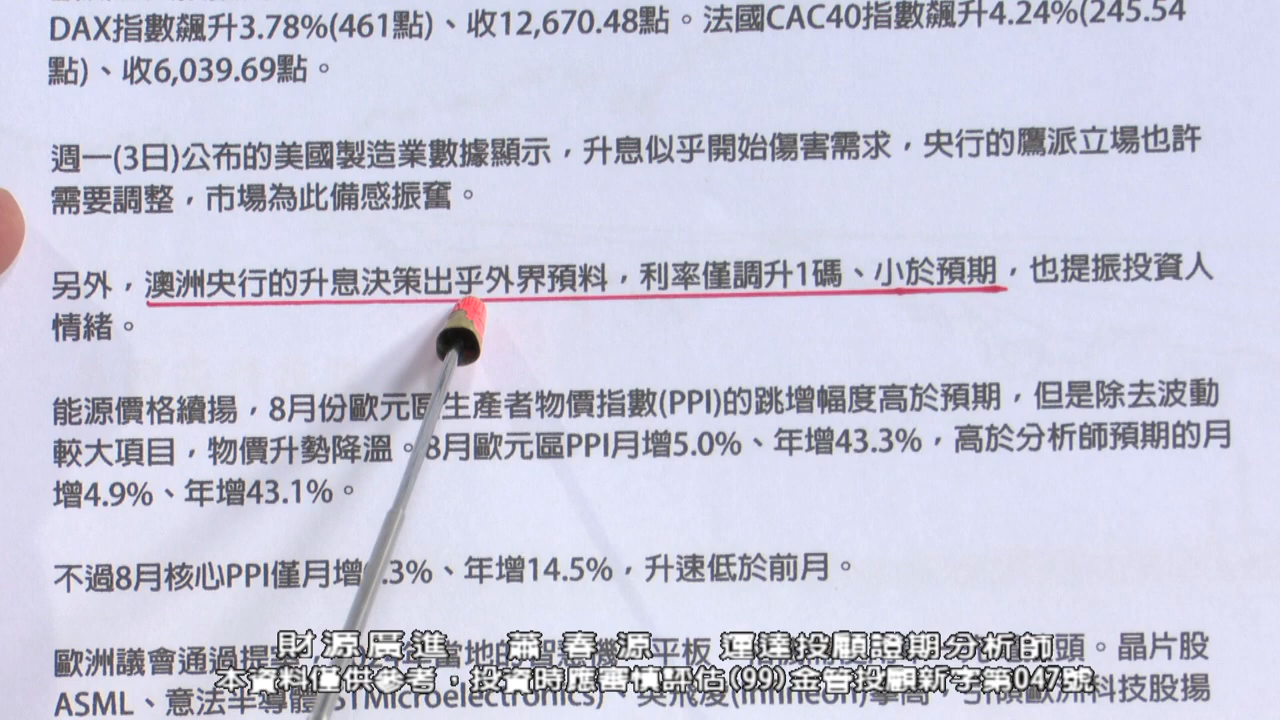 DAX指數飆升3.78%(461點)、收12,670.48點。法國CAC40指數飆升4.24%(245.54
點)、收6,039.69點。
週一(3日)公布的美國製造業數據顯示，升息似乎開始傷害需求，央行的鷹派立場也許
需要調整，市場為此備感振奮。
另外，澳洲央行的升息決策出乎外界預料，利率僅調升1碼、小於預期，也提振投資人
情緒。
能源價格續揚，8月份歐元區生產者物價指數(PPI)的跳增幅度高於預期，但是除去波動
較大項目，物價升勢降溫。8月歐元區PPI月增5.0%、年增43.3%，高於分析師預期的月
增4.9%、年增43.1%。
不過8月核心PPI僅月增.3%、年增14.5%，升速低於前月。
歐洲議會通過提案 當地的智慧機 平板 頭。晶片股
財源廣進 蕭春源 運達投顧證期分析師
ASML、意法半導體 STMicroelectronics)、英飛凌(Infineon)攀高 歐洲科技股揚
本資料僅供參考，投資時應審慎評估(99)金管投顧新字第047號